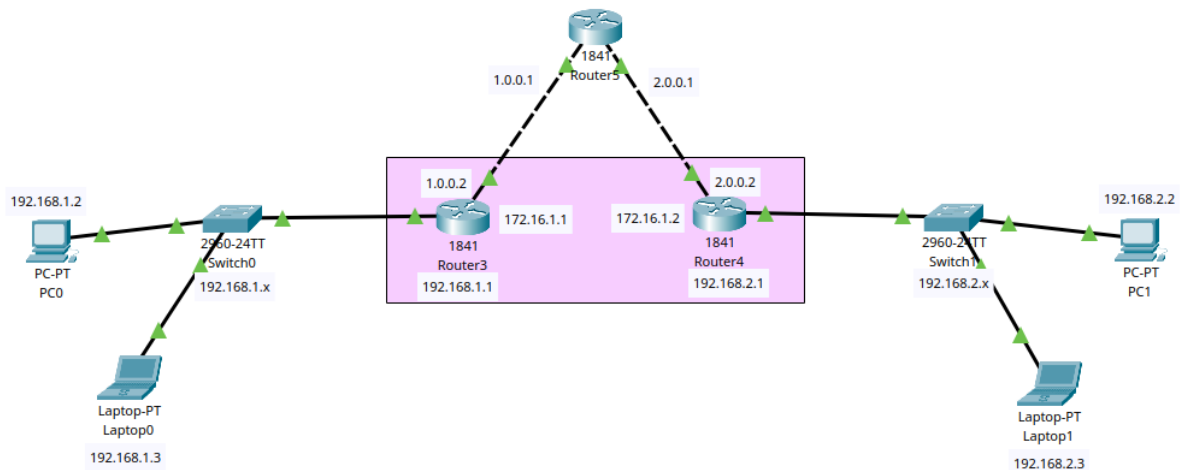 1841
Router5
1.0.0.1
2.0.0.1
1.0.0.2
2.0.0.2
192.168.1.2
172.16.1.1
172.16.1.2
192.168.2.2
2960-24TT
Switch0
192.168.1.x
1841
Router3
192.168.1.1
1841
Router4
192.168.2.1
2960-24TT
Switch1
192.168.2.x
PC-PT
PC0
PC-PT
PC1
Laptop-PT
Laptop0
192.168.1.3
Laptop-PT
Laptop1
192.168.2.3